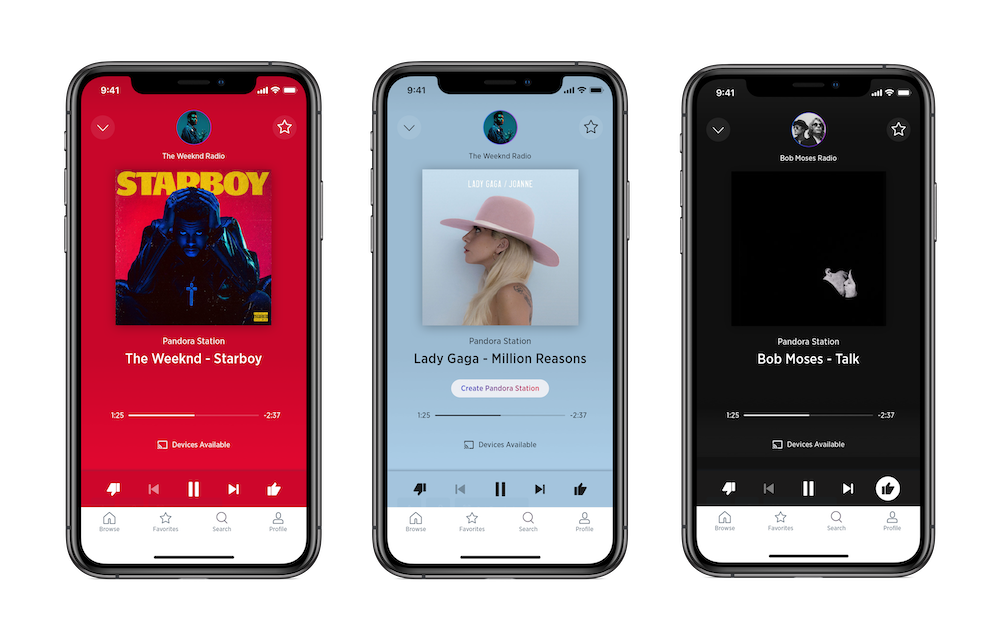 9:41
The Weeknd Radio
STARBOY
Pandora Station
The Weeknd - Starboy
1:25
-2:37
Devices Available
Browse
Favorites
Search
Profile
9:41
The Weeknd Radio
LADY GAGA / JOANNE
Pandora Station
Lady Gaga - Million Reasons
Create Pandora Station
1:25
-2:37
Devices Available
Browse
Favorites
Search
Profile
9:41
Bob Moses Radio
Pandora Station
Bob Moses - Talk
1:25
-2:37
Devices Available
Browse
Favorites
Search
Profile